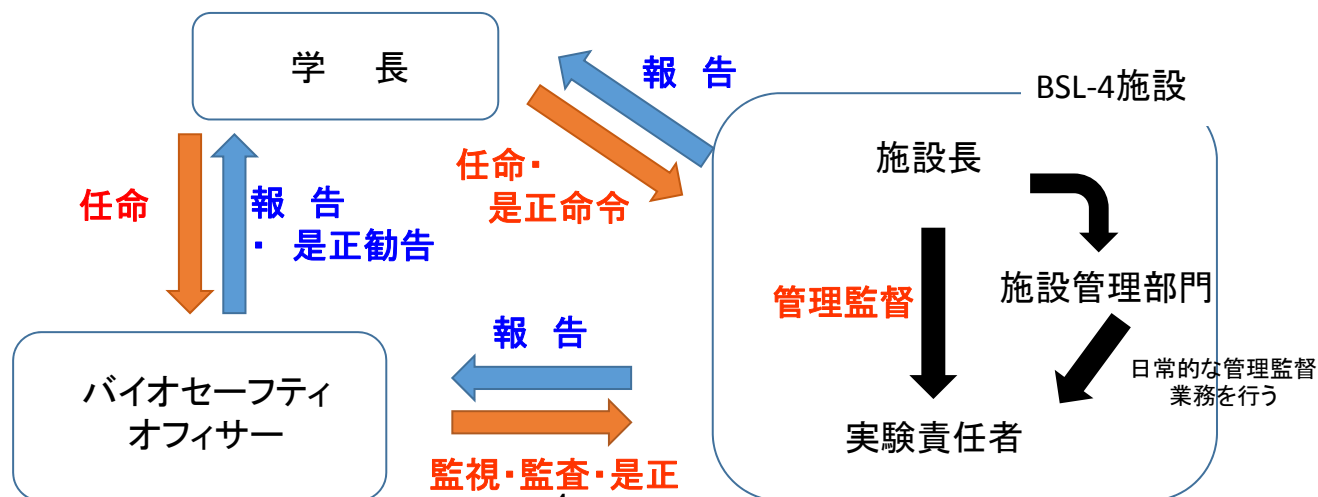 学 長
報 告
BSL-4施設
施設長
任命・
是正命令
任命
報 告
・ 是正勧告
管理監督
施設管理部門
報 告
日常的な管理監督
業務を行う
バイオセーフティ
オフィサー
実験責任者
監視・監査・是正